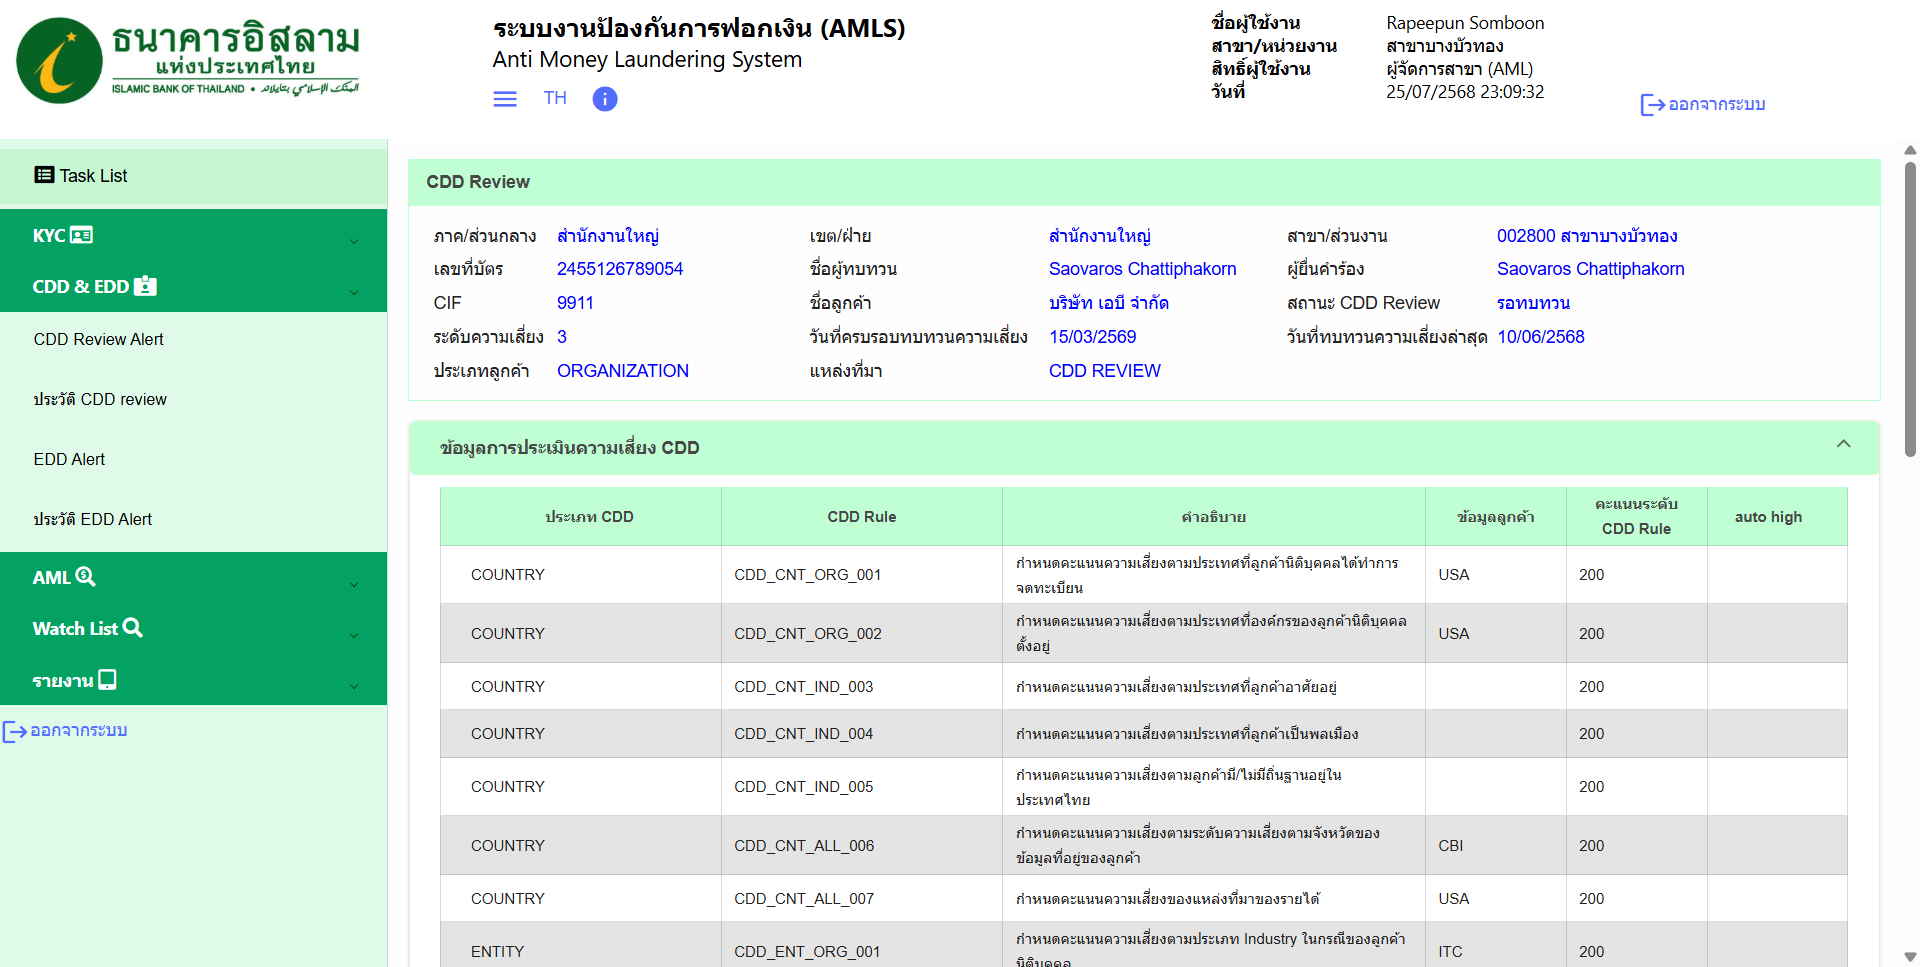 ธนาคารอิสลาม
แห่งประเทศไทย
ISLAMIC BANK OF THAILAND •
ระบบงานป้องกันการฟอกเงิน (AMLS)
Anti Money Laundering System
TH
ชื่อผู้ใช้งาน Rapeepun Somboon
สาขา/หน่วยงาน สาขาบางบัวทอง
สิทธิ์ผู้ใช้งาน ผู้จัดการสาขา (AML)
วันที่ 25/07/2568 23:09:32
ออกจากระบบ
Task List
KYC
CDD & EDD
CDD Review Alert
ประวัติ CDD review
EDD Alert
ประวัติ EDD Alert
AML
Watch List
รายงาน
ออกจากระบบ
CDD Review
ภาค/ส่วนกลาง สำนักงานใหญ่ เขต/ฝ่าย สำนักงานใหญ่ สาขา/ส่วนงาน 002800 สาขาบางบัวทอง
เลขที่บัตร 2455126789054 ชื่อผู้ทบทวน Saovaros Chattiphakorn ผู้ยื่นคำร้อง Saovaros Chattiphakorn
CIF 9911 ชื่อลูกค้า บริษัท เอบี จำกัด สถานะ CDD Review รอทบทวน
ระดับความเสี่ยง 3 วันที่ครบรอบทบทวนความเสี่ยง 15/03/2569 วันที่ทบทวนความเสี่ยงล่าสุด 10/06/2568
ประเภทลูกค้า ORGANIZATION แหล่งที่มา CDD REVIEW
ข้อมูลการประเมินความเสี่ยง CDD
ประเภท CDD CDD Rule คำอธิบาย ข้อมูลลูกค้า คะแนนระดับ CDD Rule auto high
COUNTRY CDD_CNT_ORG_001 กำหนดคะแนนความเสี่ยงตามประเทศที่ลูกค้านิติบุคคลได้ทำการ จดทะเบียน USA 200
COUNTRY CDD_CNT_ORG_002 กำหนดคะแนนความเสี่ยงตามประเทศที่องค์กรของลูกค้านิติบุคคล ตั้งอยู่ USA 200
COUNTRY CDD_CNT_IND_003 กำหนดคะแนนความเสี่ยงตามประเทศที่ลูกค้าอาศัยอยู่ 200
COUNTRY CDD_CNT_IND_004 กำหนดคะแนนความเสี่ยงตามประเทศที่ลูกค้าเป็นพลเมือง 200
COUNTRY CDD_CNT_IND_005 กำหนดคะแนนความเสี่ยงตามลูกค้ามี/ไม่มีถิ่นฐานอยู่ใน ประเทศไทย 200
COUNTRY CDD_CNT_ALL_006 กำหนดคะแนนความเสี่ยงตามระดับความเสี่ยงตามจังหวัดของ ข้อมูลที่อยู่ของลูกค้า CBI 200
COUNTRY CDD_CNT_ALL_007 กำหนดคะแนนความเสี่ยงของแหล่งที่มาของรายได้ USA 200
ENTITY CDD_ENT_ORG_001 กำหนดคะแนนความเสี่ยงตามประเภท Industry ในกรณีของลูกค้า นิติบุคคล ITC 200